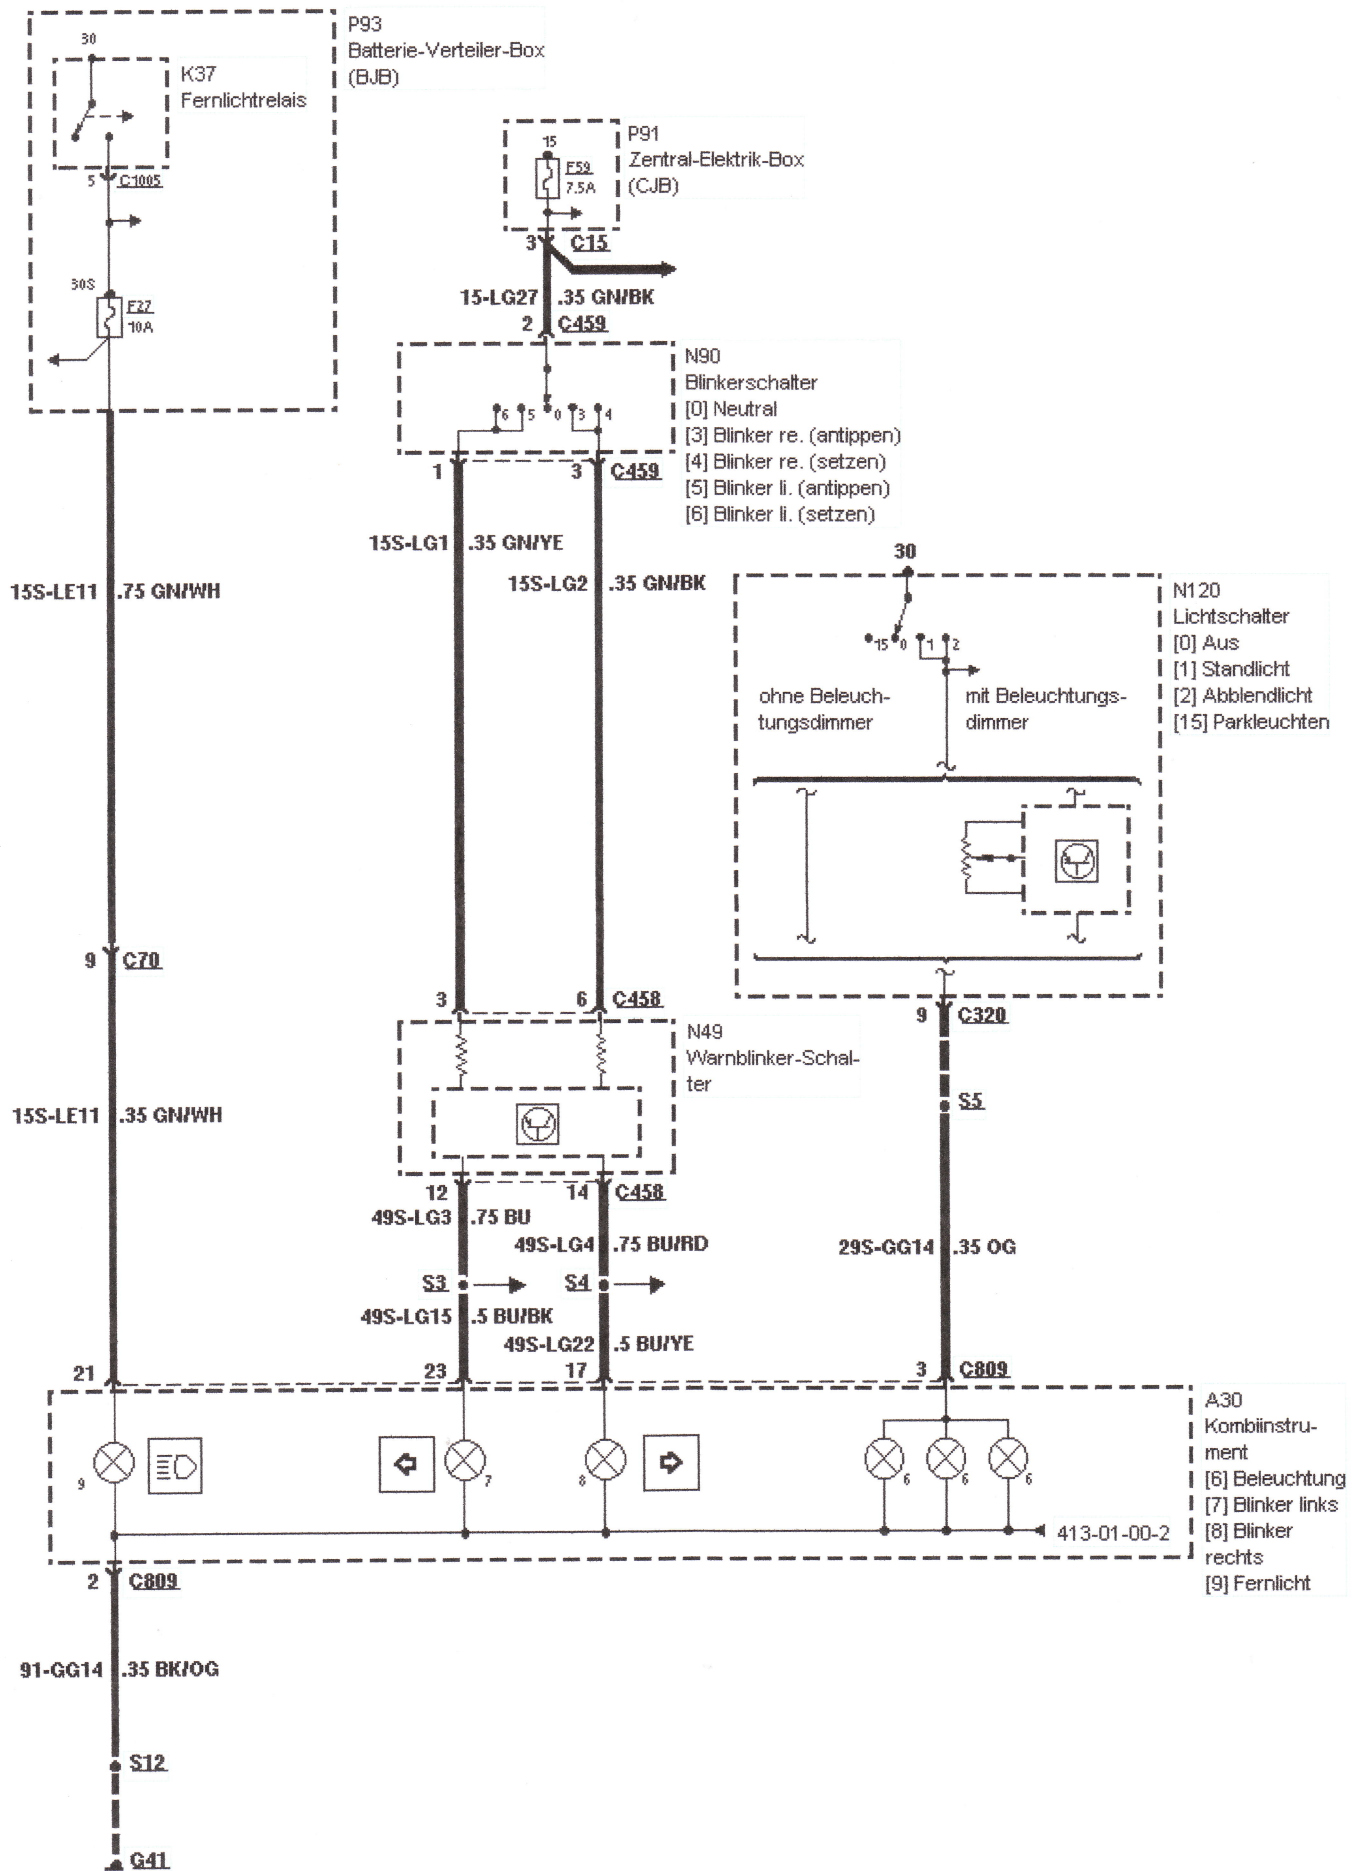 P93
Batterie-Verteiler-Box
(BJB)
30
K37
Fernlichtrelais
5 C1005
30S
F27
10A
P91
Zentral-Elektrik-Box
(CJB)
15
F59
7.5A
3 C15
15-LG27 .35 GN/BK
2 C459
N90
Blinkerschalter
[0] Neutral
[3] Blinker re. (antippen)
[4] Blinker re. (setzen)
[5] Blinker li. (antippen)
[6] Blinker li. (setzen)
6 5 0 3 4
1 3 C459
15S-LG1 .35 GN/YE
15S-LG2 .35 GN/BK
15S-LE11 .75 GN/WH
30
N120
Lichtschalter
[0] Aus
[1] Standlicht
[2] Abblendlicht
[15] Parkleuchten
15 0 1 2
ohne Beleuch-
tungsdimmer
mit Beleuchtungs-
dimmer
9 C70
3 6 C458
9 C320
N49
Warnblinker-Schal-
ter
S5
15S-LE11 .35 GN/WH
12 14 C458
49S-LG3 .75 BU
49S-LG4 .75 BU/RD
29S-GG14 .35 OG
S3 S4
49S-LG15 .5 BU/BK
49S-LG22 .5 BU/YE
21 23 17 3 C809
A30
Kombiinstru-
ment
[6] Beleuchtung
[7] Blinker links
[8] Blinker
rechts
[9] Fernlicht
9 7 8 6 6 6
413-01-00-2
2 C809
91-GG14 .35 BK/OG
S12
G41